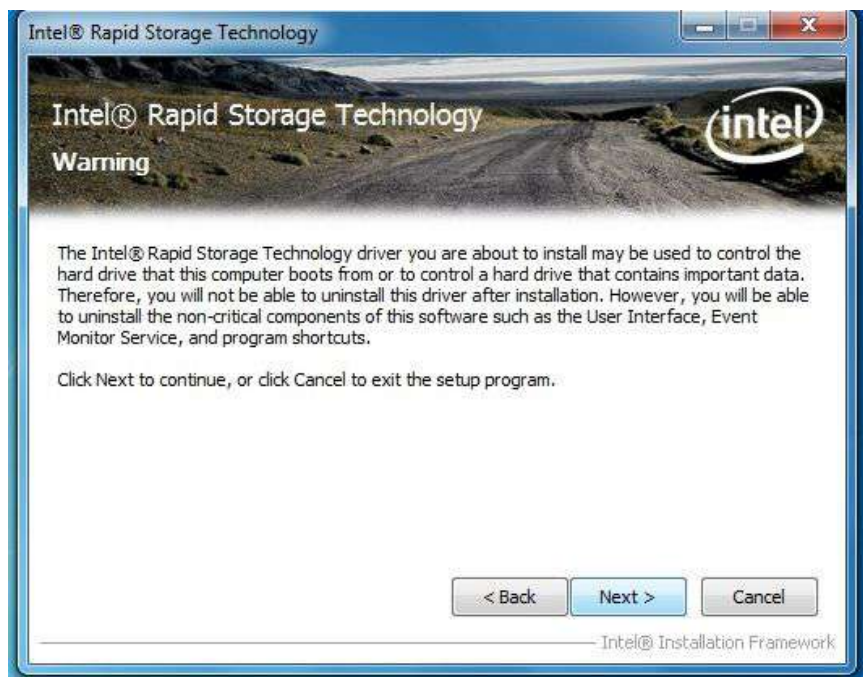 Intel® Rapid Storage Technology
Intel® Rapid Storage Technology
intel
Warning
The Intel® Rapid Storage Technology driver you are about to install may be used to control the
hard drive that this computer boots from or to control a hard drive that contains important data.
Therefore, you will not be able to uninstall this driver after installation. However, you will be able
to uninstall the non-critical components of this software such as the User Interface, Event
Monitor Service, and program shortcuts.
Click Next to continue, or click Cancel to exit the setup program.
< Back Next > Cancel
Intel® Installation Framework